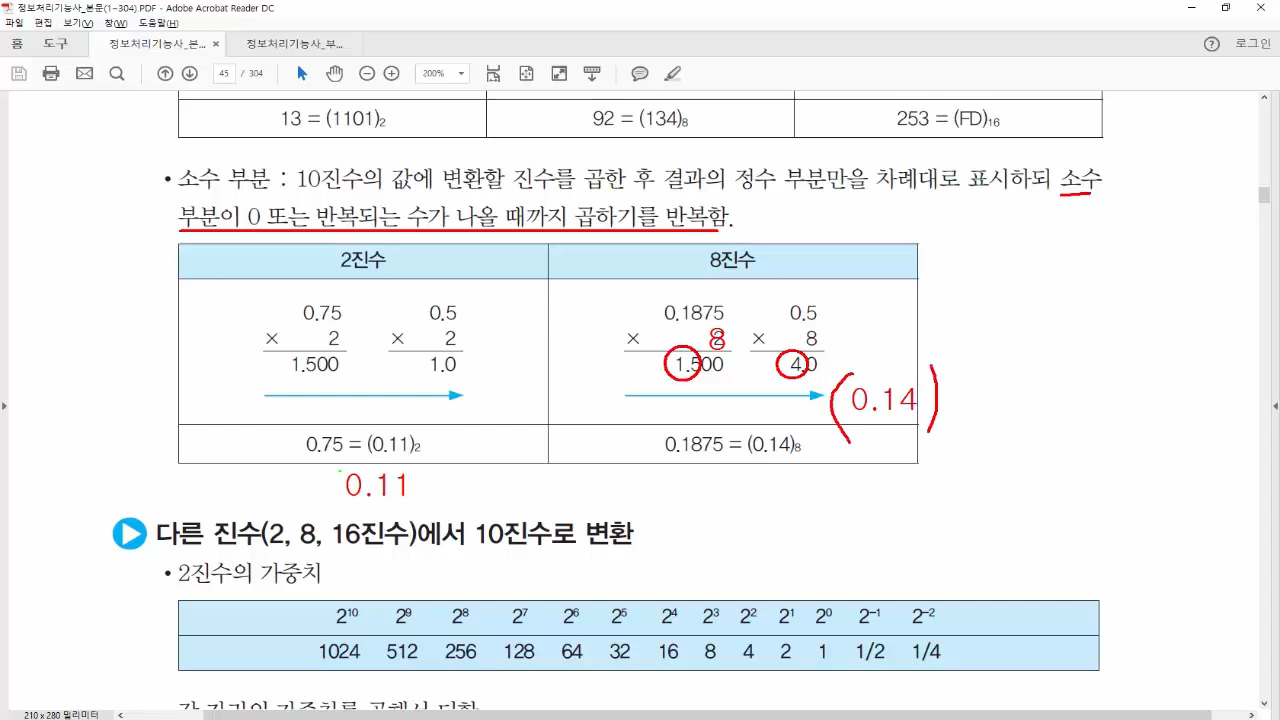 정보처리기능사_본문(1~304).PDF - Adobe Acrobat Reader DC
파일 편집 보기(V) 창(W) 도움말(H)
홈 도구 정보처리기능사_본... × 정보처리기능사_부... ? 로그인
45 / 304 200%
13 = (1101)₂ 92 = (134)₈ 253 = (FD)₁₆
• 소수 부분 : 10진수의 값에 변환할 진수를 곱한 후 결과의 정수 부분만을 차례대로 표시하되 소수
부분이 0 또는 반복되는 수가 나올 때까지 곱하기를 반복함.
2진수 8진수
0.75 0.5 0.1875 0.5
× 2 × 2 × 8 × 8
1.500 1.0 1.500 4.0
(0.14)
0.75 = (0.11)₂ 0.1875 = (0.14)₈
0.11
다른 진수(2, 8, 16진수)에서 10진수로 변환
• 2진수의 가중치
2¹⁰ 2⁹ 2⁸ 2⁷ 2⁶ 2⁵ 2⁴ 2³ 2² 2¹ 2⁰ 2⁻¹ 2⁻²
1024 512 256 128 64 32 16 8 4 2 1 1/2 1/4
210 x 280 밀리미터